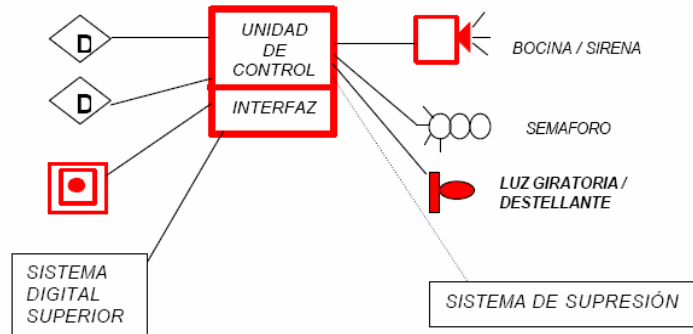 D
D
UNIDAD
DE
CONTROL
INTERFAZ
BOCINA / SIRENA
SEMAFORO
LUZ GIRATORIA /
DESTELLANTE
SISTEMA
DIGITAL
SUPERIOR
SISTEMA DE SUPRESIÓN